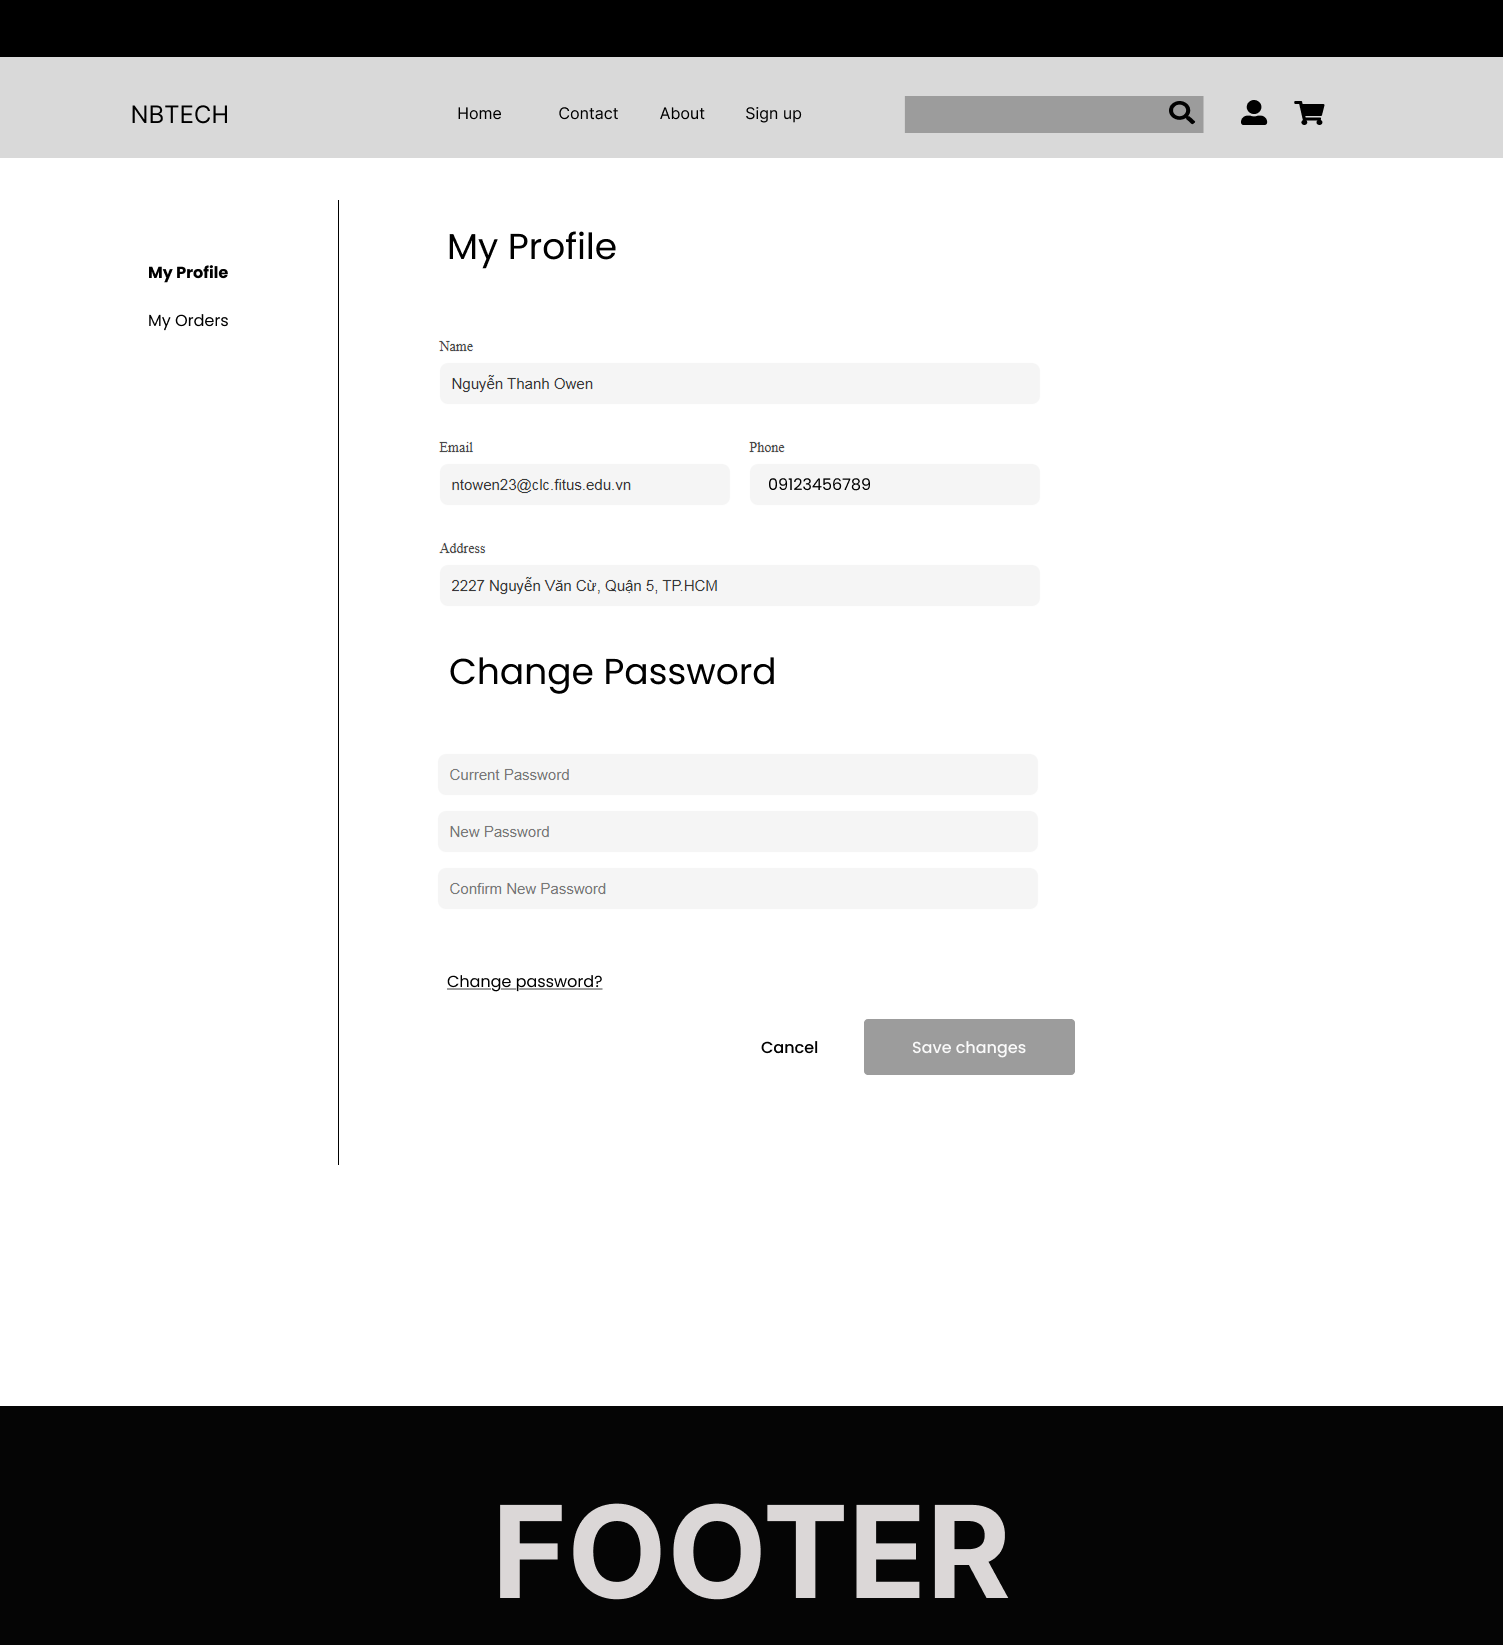 NBTECH
Home
Contact
About
Sign up
My Profile
My Orders
My Profile
Name
Nguyễn Thanh Owen
Email
Phone
ntowen23@clc.fitus.edu.vn
09123456789
Address
2227 Nguyễn Văn Cừ, Quận 5, TP.HCM
Change Password
Current Password
New Password
Confirm New Password
Change password?
Cancel
Save changes
FOOTER